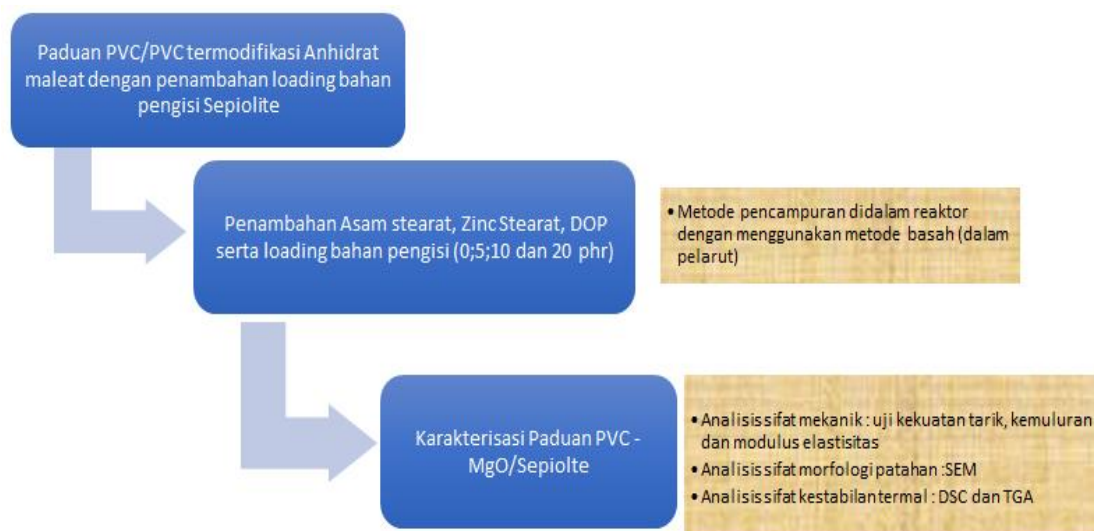 Paduan PVC/PVC termodifikasi Anhidrat
maleat dengan penambahan loading bahan
pengisi Sepiolite
Penambahan Asam stearat, Zinc Stearat, DOP
serta loading bahan pengisi (0;5;10 dan 20 phr)
• Metode pencampuran didalam reaktor
dengan menggunakan metode basah (dalam
pelarut)
Karakterisasi Paduan PVC -
MgO/Sepiolte
• Analisis sifat mekanik : uji kekuatan tarik, kemuluran
dan modulus elastisitas
• Analisis sifat morfologi patahan :SEM
• Analisis sifat kestabilan termal : DSC dan TGA